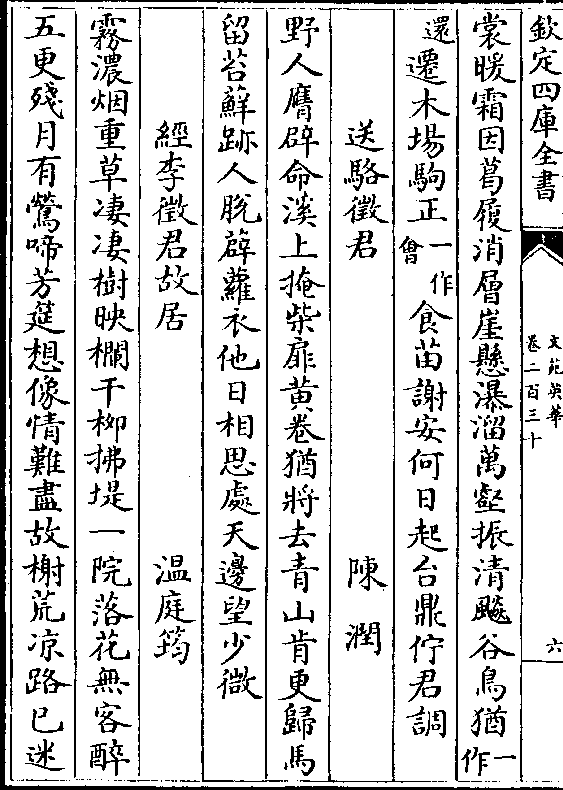 欽定四庫全書
文苑英華
卷二百三十
六
裳暖霜因葛履消層崖懸瀑溜萬壑振清飈谷鳥猶一作
還遷木場駒正一作㑹食苗謝安何日起台鼎佇君調
送駱徵君
陳潤
野人膺辟命溪上掩柴扉黄卷猶將去青山肯更歸馬
留苔蘚跡人脫薜蘿衣他日相思處天邊望少微
經李徵君故居
温庭筠
霧濃烟重草凄凄樹映欄干栁拂堤一院落花無客醉
五更殘月有鶯啼芳筵想像情難盡故榭荒凉路已迷